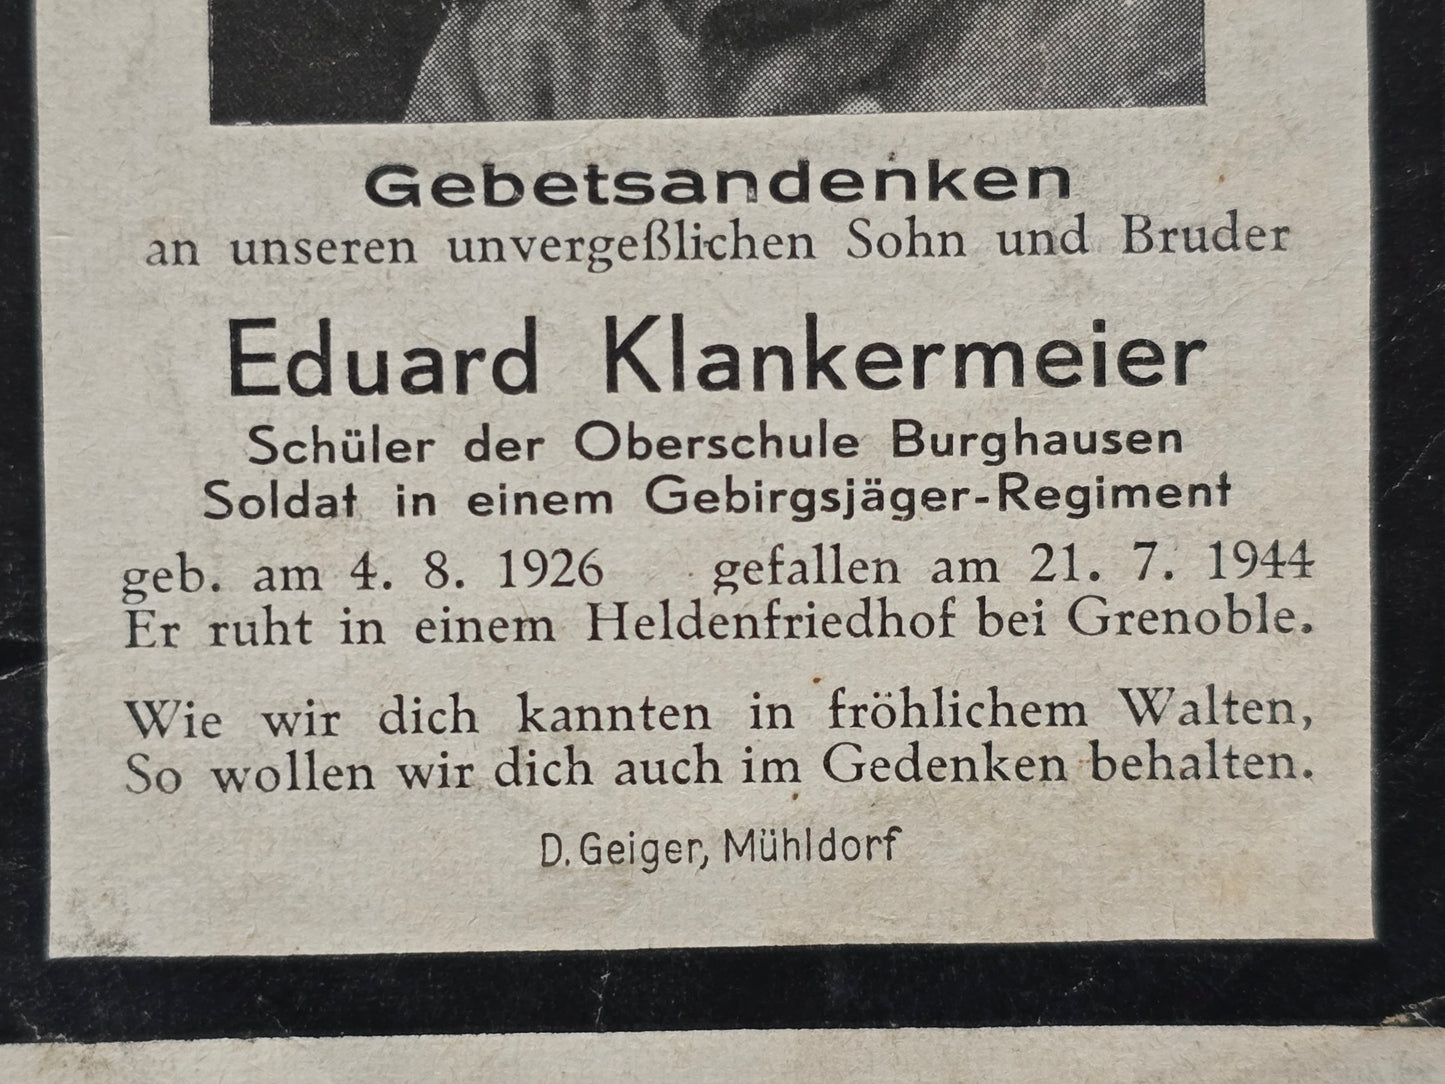 Gebetsandenken
an unseren unvergeßlichen Sohn und Bruder
Eduard Klankermeier
Schüler der Oberschule Burghausen
Soldat in einem Gebirgsjäger-Regiment
geb. am 4. 8. 1926 gefallen am 21. 7. 1944
Er ruht in einem Heldenfriedhof bei Grenoble.
Wie wir dich kannten in fröhlichem Walten,
So wollen wir dich auch im Gedenken behalten.
D. Geiger, Mühldorf